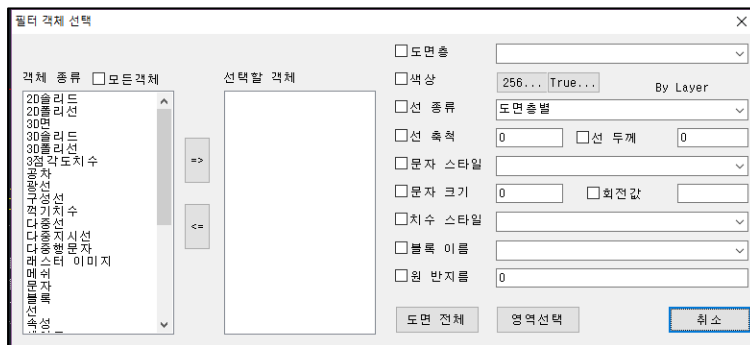 필터 객체 선택
객체 종류 모든객체
선택할 객체
2D솔리드
2D폴리선
3D면
3D솔리드
3D폴리선
3점각도치수
공차
광선
구성선
꺽기치수
다중선
다중지시선
다중행문자
래스터 이미지
메쉬
문자
블록
선
속성
=>
<=
도면층
색상 256... True... By Layer
선 종류 도면층별
선 축척 0 선 두께 0
문자 스타일
문자 크기 0 회전값
치수 스타일
블록 이름
원 반지름 0
도면 전체 영역선택 취소